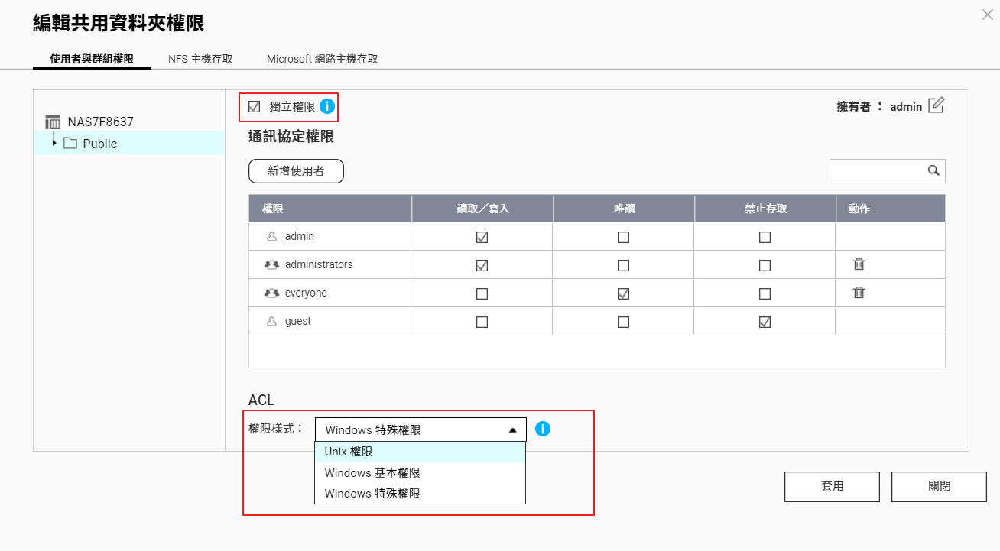 編輯共用資料夾權限
使用者與群組權限 NFS 主機存取 Microsoft 網路主機存取
NAS7F8637
Public
獨立權限
擁有者 : admin
通訊協定權限
新增使用者
權限 讀取／寫入 唯讀 禁止存取 動作
admin
administrators
everyone
guest
ACL
權限樣式 : Windows 特殊權限
Unix 權限
Windows 基本權限
Windows 特殊權限
套用 關閉